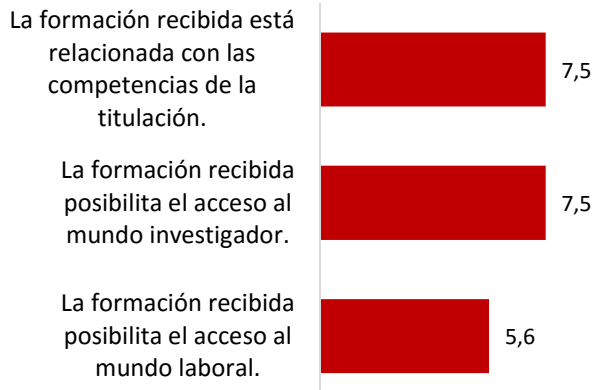 La formación recibida está
relacionada con las
competencias de la
titulación.
7,5
La formación recibida
posibilita el acceso al
mundo investigador.
7,5
La formación recibida
posibilita el acceso al
mundo laboral.
5,6